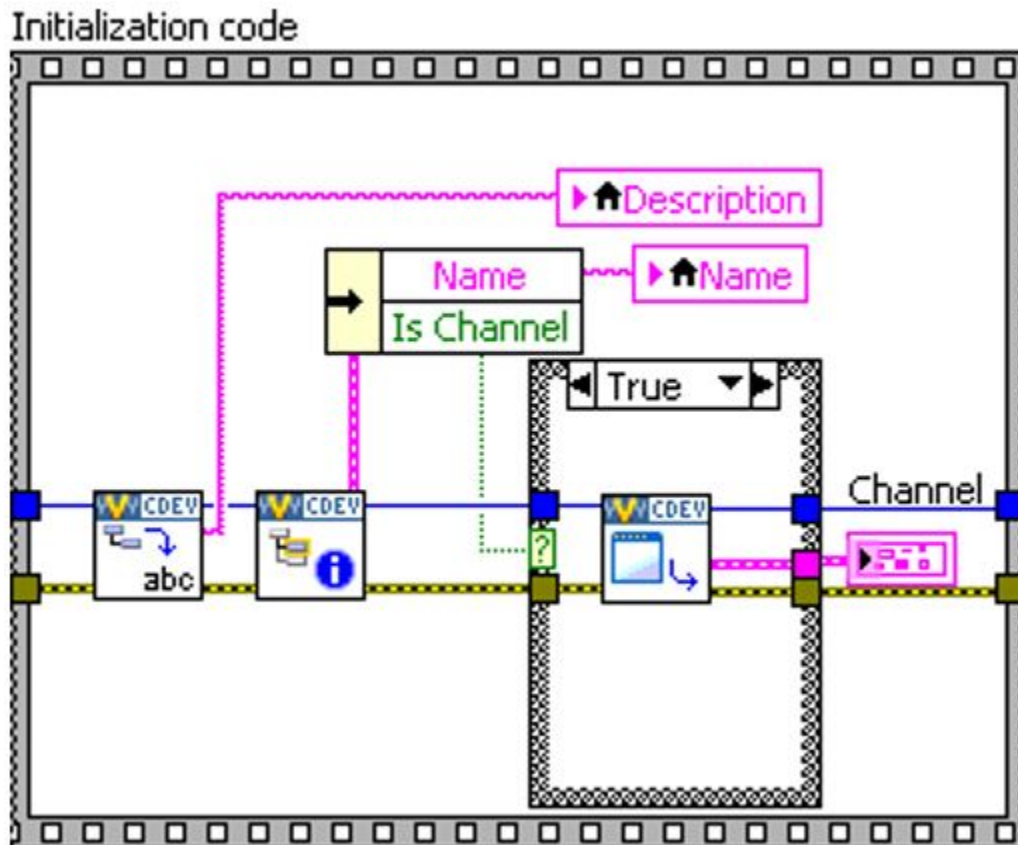 Initialization code
Description
Name
Name
Is Channel
True
CDEV
CDEV
CDEV
Channel
?
abc
i